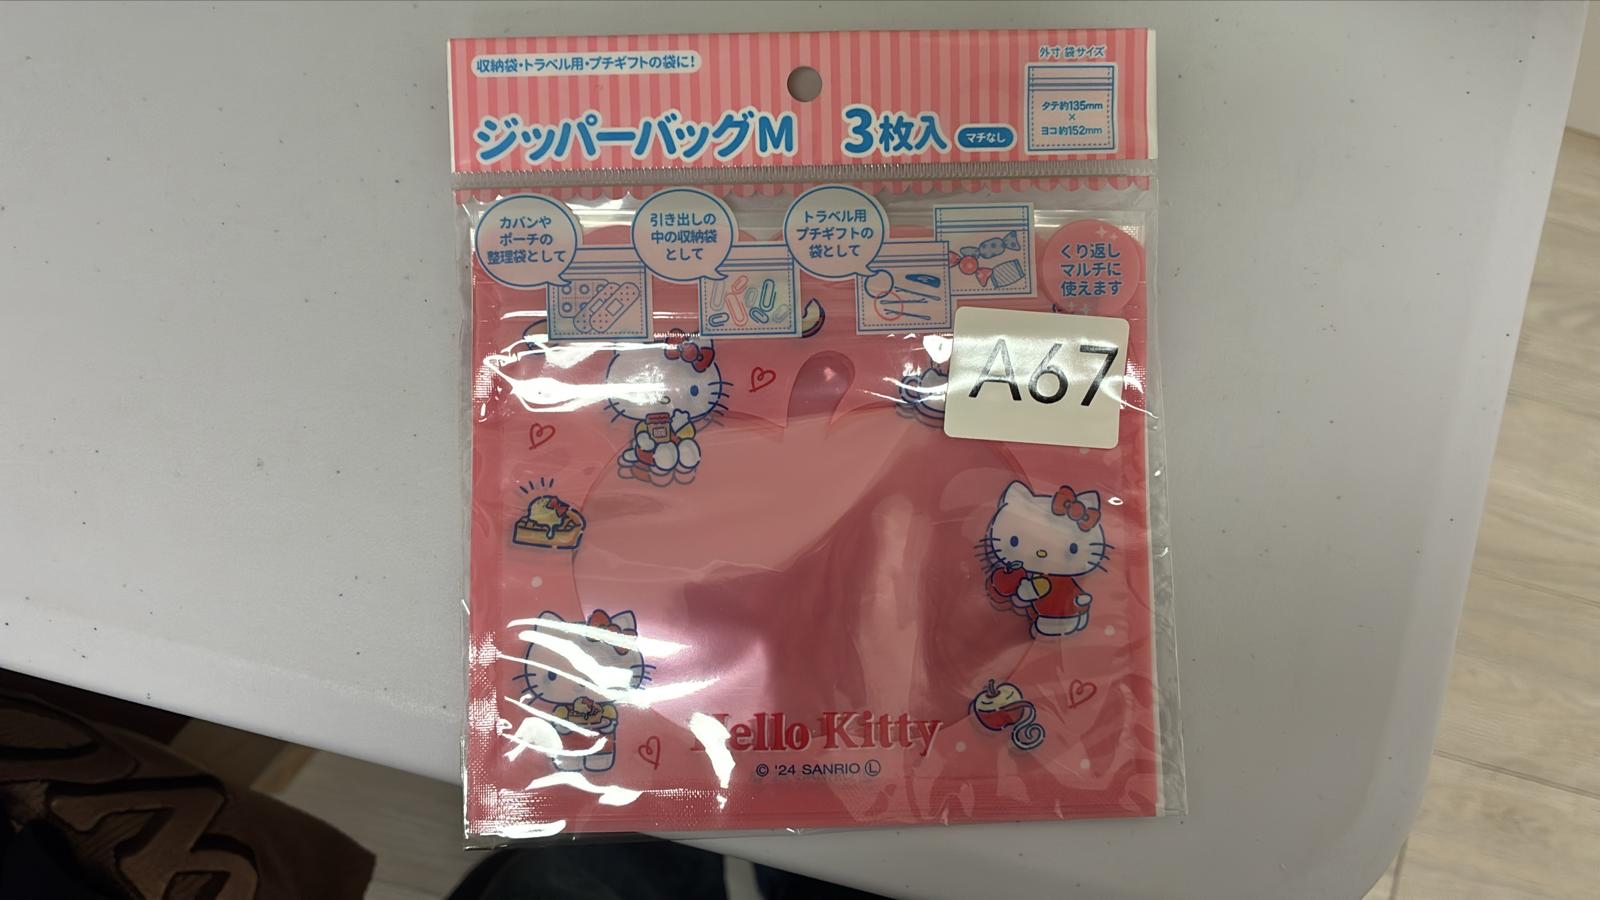 収納袋・トラベル用・プチギフトの袋に!
ジッパーバッグM 3枚入 マチなし
外寸 袋サイズ
タテ約135mm
×
ヨコ約152mm
カバンや
ポーチの
整理袋として
引き出しの
中の収納袋
として
トラベル用
プチギフトの
袋として
くり返し
マルチに
使えます
A67
Hello Kitty
© '24 SANRIO Ⓛ